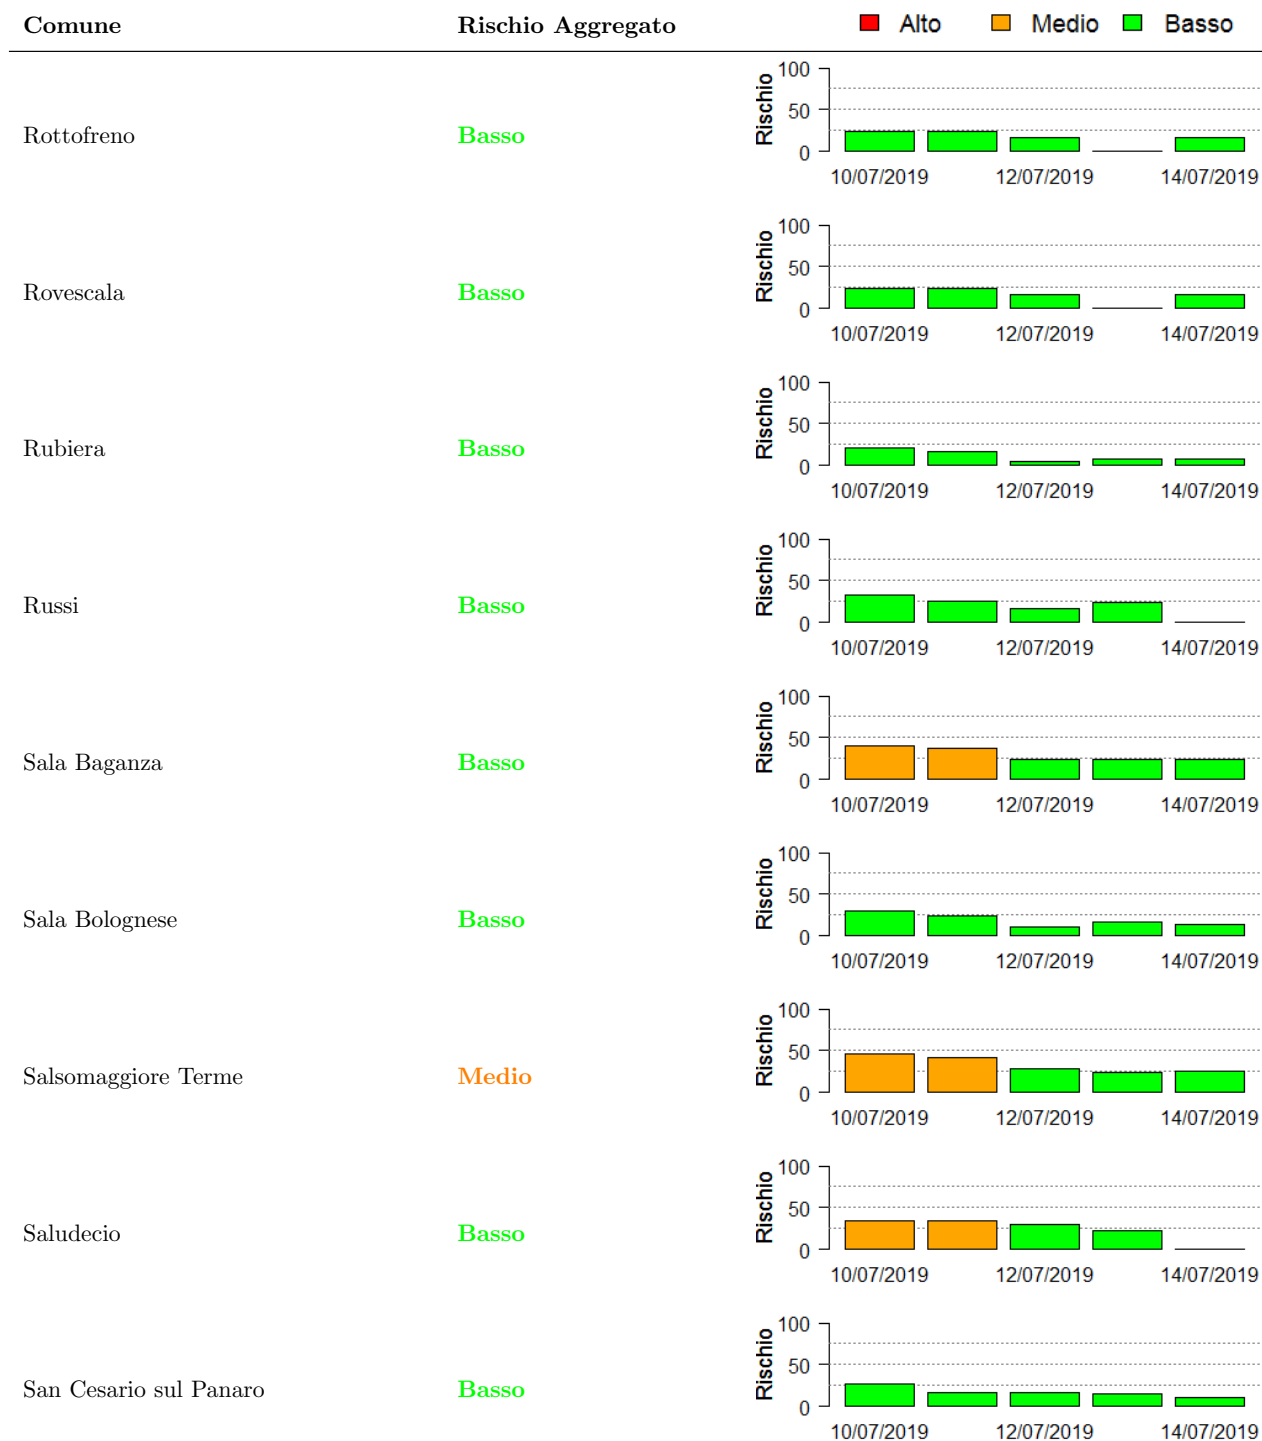 Comune Rischio Aggregato Alto Medio Basso
Rottofreno Basso Rischio 100 50 0
10/07/2019 12/07/2019 14/07/2019
Rovescala Basso Rischio 100 50 0
10/07/2019 12/07/2019 14/07/2019
Rubiera Basso Rischio 100 50 0
10/07/2019 12/07/2019 14/07/2019
Russi Basso Rischio 100 50 0
10/07/2019 12/07/2019 14/07/2019
Sala Baganza Basso Rischio 100 50 0
10/07/2019 12/07/2019 14/07/2019
Sala Bolognese Basso Rischio 100 50 0
10/07/2019 12/07/2019 14/07/2019
Salsomaggiore Terme Medio Rischio 100 50 0
10/07/2019 12/07/2019 14/07/2019
Saludecio Basso Rischio 100 50 0
10/07/2019 12/07/2019 14/07/2019
San Cesario sul Panaro Basso Rischio 100 50 0
10/07/2019 12/07/2019 14/07/2019